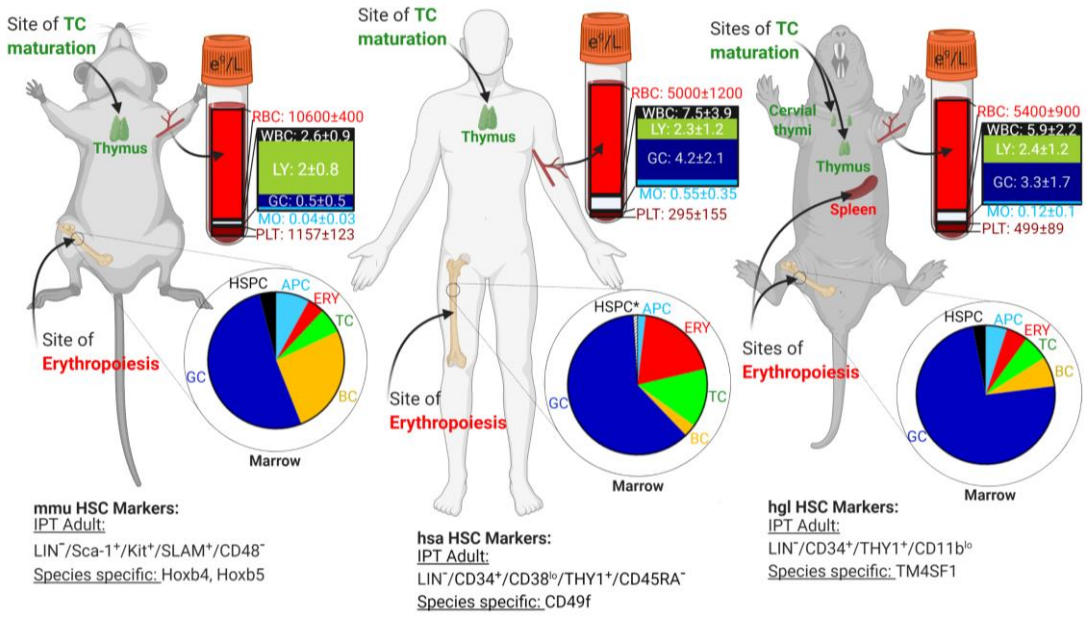 Site of TC
maturation
Thymus
e⁹/L
RBC: 10600±400
WBC: 2.6±0.9
LY: 2±0.8
GC: 0.5±0.5
MO: 0.04±0.03
PLT: 1157±123
Site of
Erythropoiesis
HSPC
APC
ERY
TC
BC
GC
Marrow
mmu HSC Markers:
IPT Adult:
LIN⁻/Sca-1⁺/Kit⁺/SLAM⁺/CD48⁻
Species specific: Hoxb4, Hoxb5
Site of TC
maturation
Thymus
e⁹/L
RBC: 5000±1200
WBC: 7.5±3.9
LY: 2.3±1.2
GC: 4.2±2.1
MO: 0.55±0.35
PLT: 295±155
Site of
Erythropoiesis
HSPC*
APC
ERY
TC
BC
GC
Marrow
hsa HSC Markers:
IPT Adult:
LIN⁻/CD34⁺/CD38ˡᵒ/THY1⁺/CD45RA⁻
Species specific: CD49f
Sites of TC
maturation
Cervial
thymi
Thymus
Spleen
e⁹/L
RBC: 5400±900
WBC: 5.9±2.2
LY: 2.4±1.2
GC: 3.3±1.7
MO: 0.12±0.1
PLT: 499±89
Sites of
Erythropoiesis
HSPC
APC
ERY
TC
BC
GC
Marrow
hgl HSC Markers:
IPT Adult:
LIN⁻/CD34⁺/THY1⁺/CD11bˡᵒ
Species specific: TM4SF1